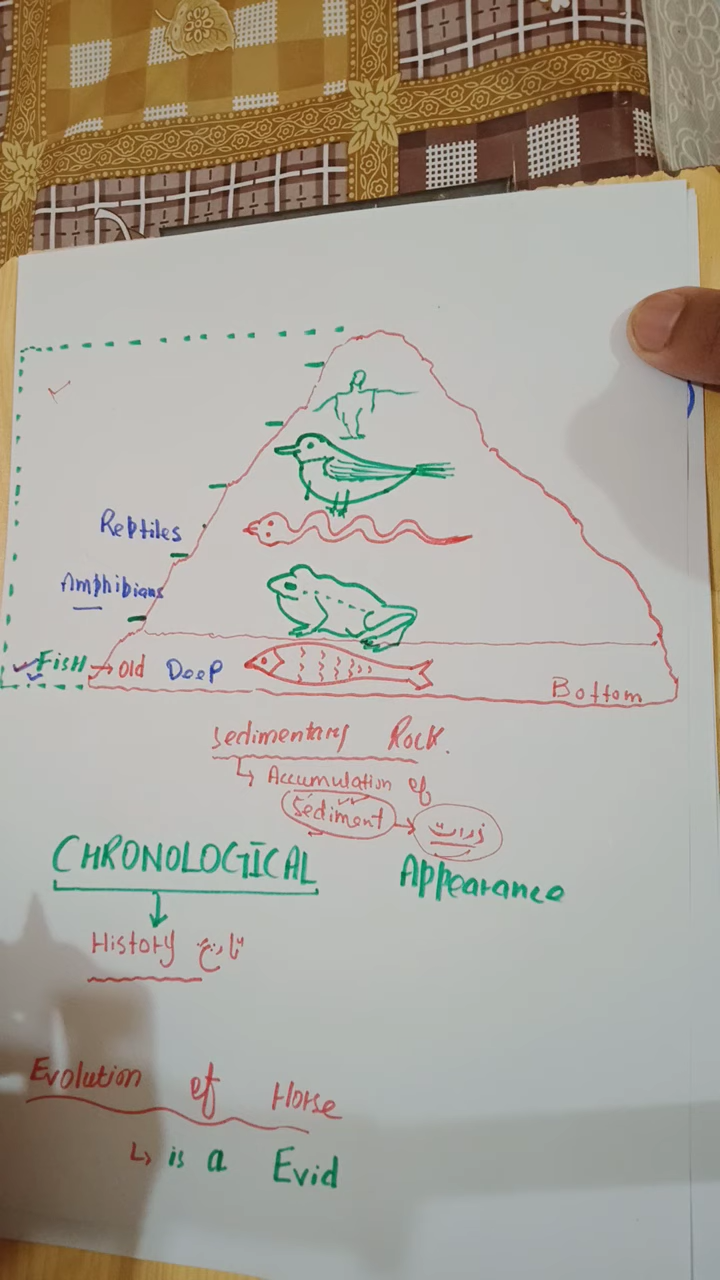 Reptiles
Amphibians
Fish → old Deep
Bottom
Sedimentary Rock.
↳ Accumulation of
Sediment → ذرات
CHRONOLOGICAL Appearance
History تاریخ
Evolution of Horse
↳ is a Evid